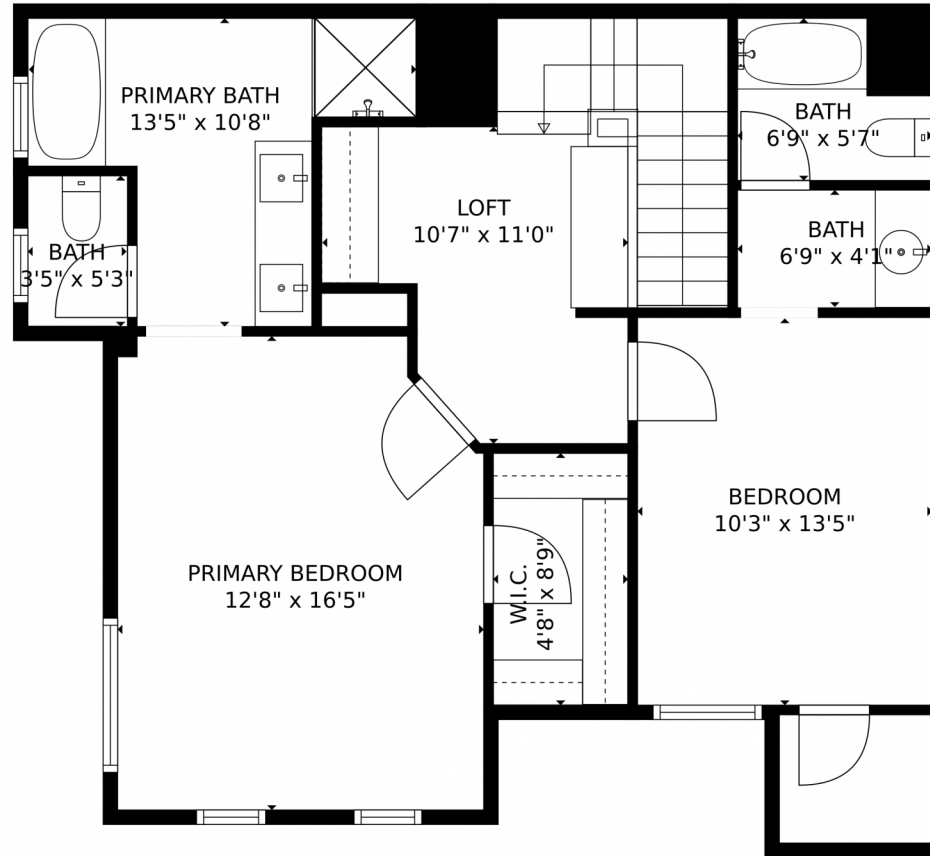 PRIMARY BATH
13'5" x 10'8"
BATH
6'9" x 5'7"
LOFT
10'7" x 11'0"
BATH
6'9" x 4'1"
BATH
3'5" x 5'3"
BEDROOM
10'3" x 13'5"
PRIMARY BEDROOM
12'8" x 16'5"
W.I.C.
4'8" x 8'9"